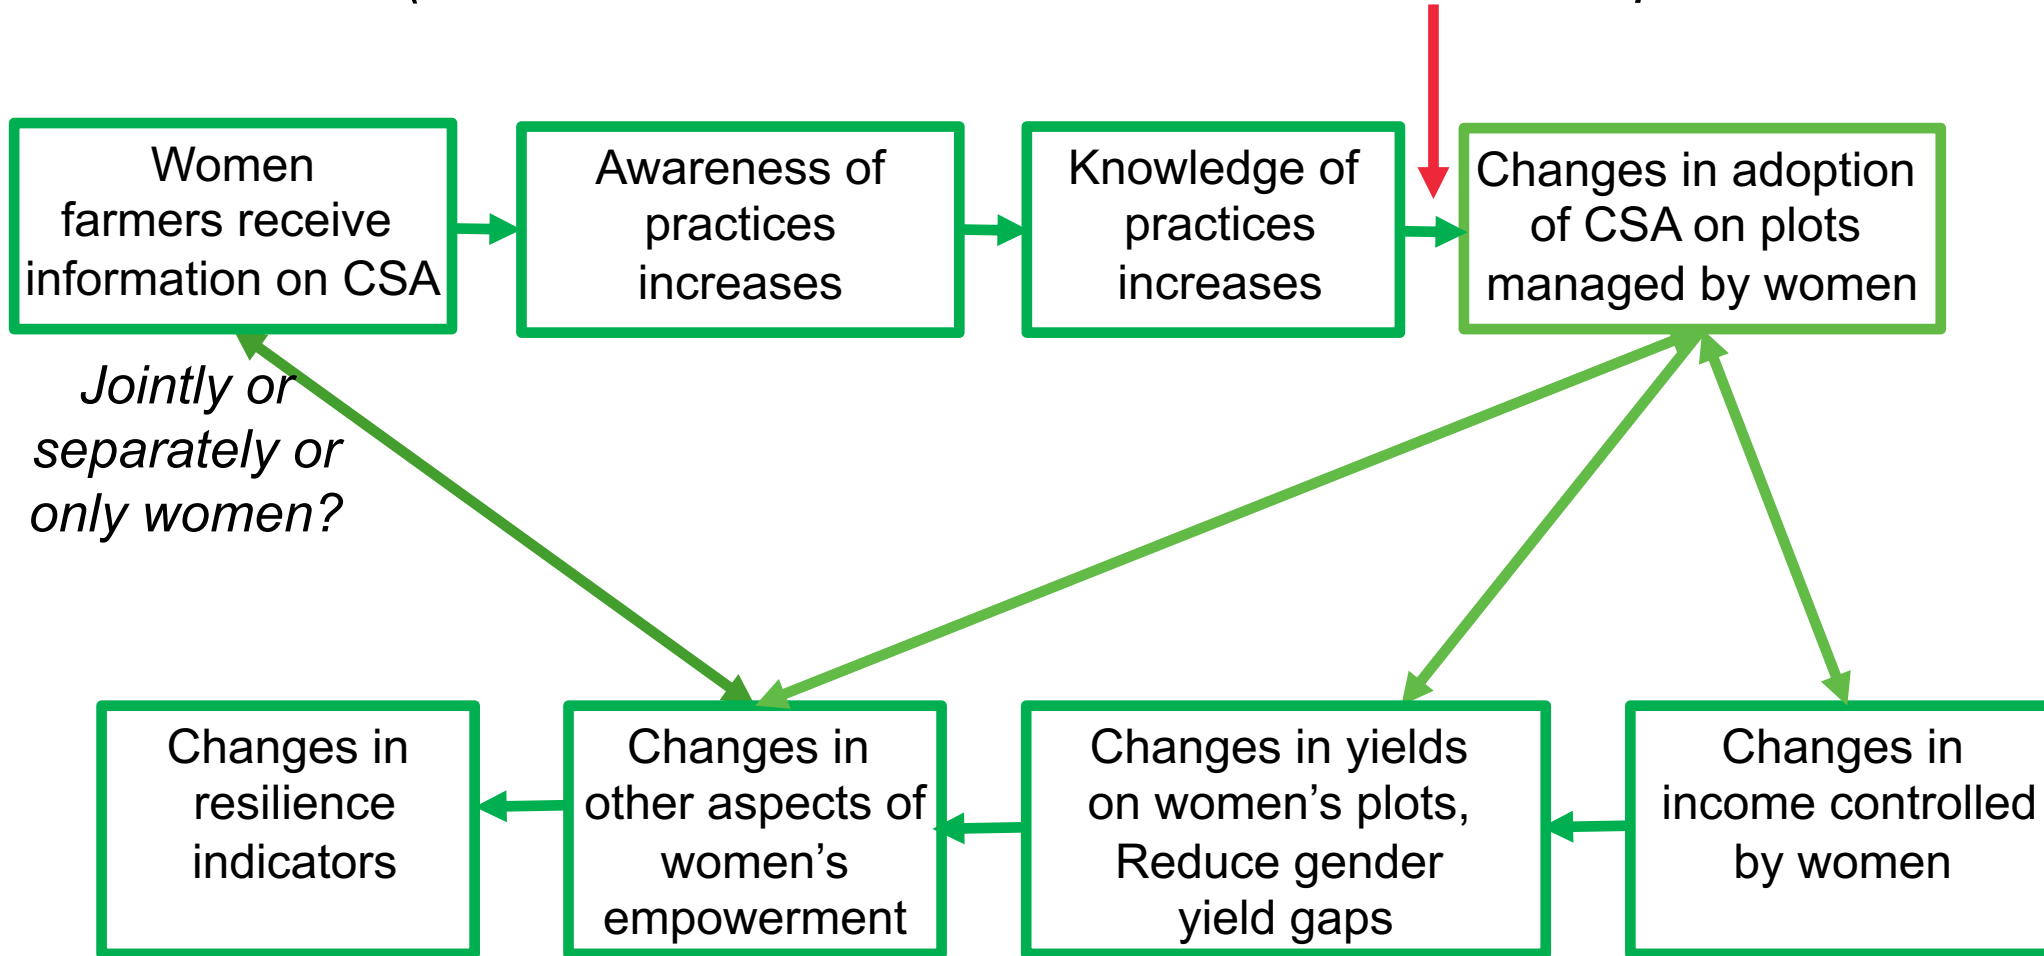 Women
farmers receive
information on CSA
Awareness of
practices
increases
Knowledge of
practices
increases
Changes in adoption
of CSA on plots
managed by women
Jointly or
separately or
only women?
Changes in
resilience
indicators
Changes in
other aspects of
women’s
empowerment
Changes in yields
on women’s plots,
Reduce gender
yield gaps
Changes in
income controlled
by women